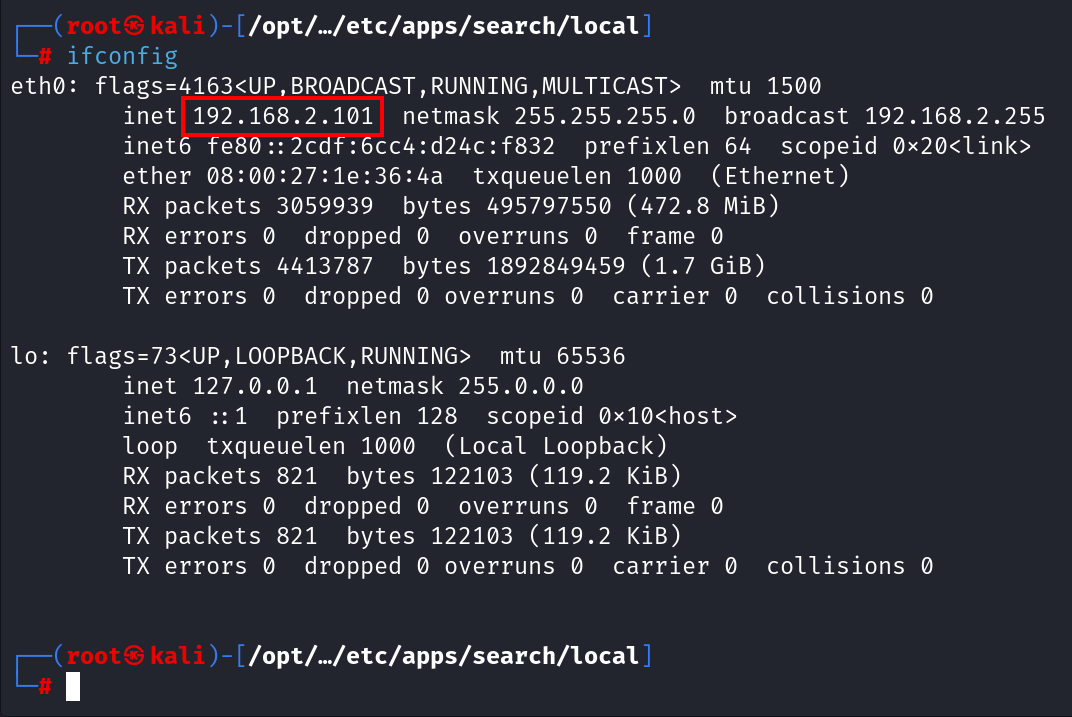 ┌──(root㉿kali)-[/opt/…/etc/apps/search/local]
└─# ifconfig
eth0: flags=4163<UP,BROADCAST,RUNNING,MULTICAST>  mtu 1500
        inet 192.168.2.101  netmask 255.255.255.0  broadcast 192.168.2.255
        inet6 fe80::2cdf:6cc4:d24c:f832  prefixlen 64  scopeid 0x20<link>
        ether 08:00:27:1e:36:4a  txqueuelen 1000  (Ethernet)
        RX packets 3059939  bytes 495797550 (472.8 MiB)
        RX errors 0  dropped 0  overruns 0  frame 0
        TX packets 4413787  bytes 1892849459 (1.7 GiB)
        TX errors 0  dropped 0 overruns 0  carrier 0  collisions 0

lo: flags=73<UP,LOOPBACK,RUNNING>  mtu 65536
        inet 127.0.0.1  netmask 255.0.0.0
        inet6 ::1  prefixlen 128  scopeid 0x10<host>
        loop  txqueuelen 1000  (Local Loopback)
        RX packets 821  bytes 122103 (119.2 KiB)
        RX errors 0  dropped 0  overruns 0  frame 0
        TX packets 821  bytes 122103 (119.2 KiB)
        TX errors 0  dropped 0 overruns 0  carrier 0  collisions 0

┌──(root㉿kali)-[/opt/…/etc/apps/search/local]
└─#